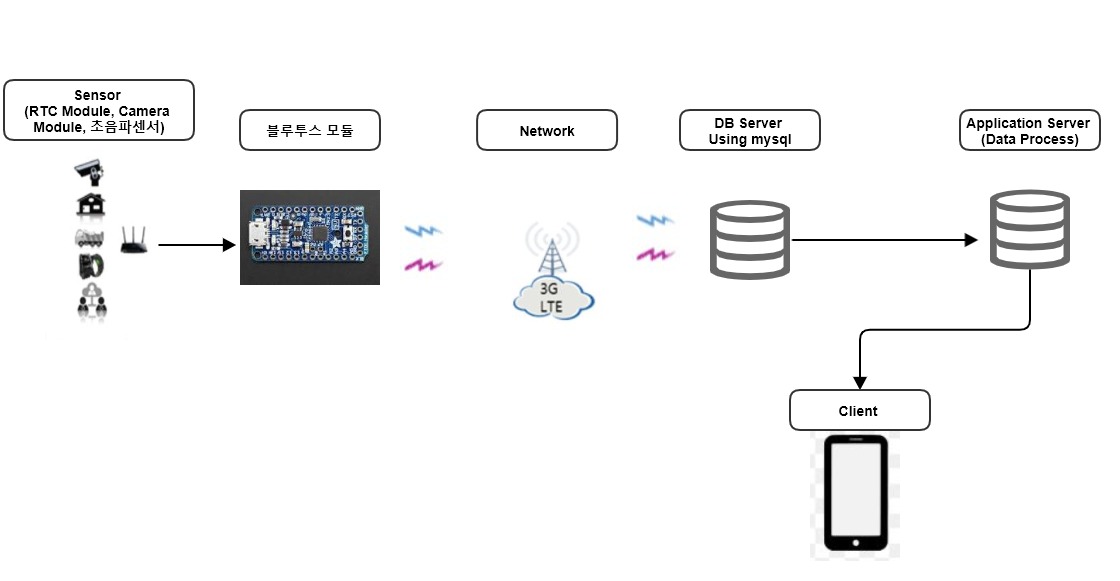 Sensor
(RTC Module, Camera
Module, 초음파센서)
블루투스 모듈
Network
DB Server
Using mysql
Application Server
(Data Process)
3G
LTE
Client